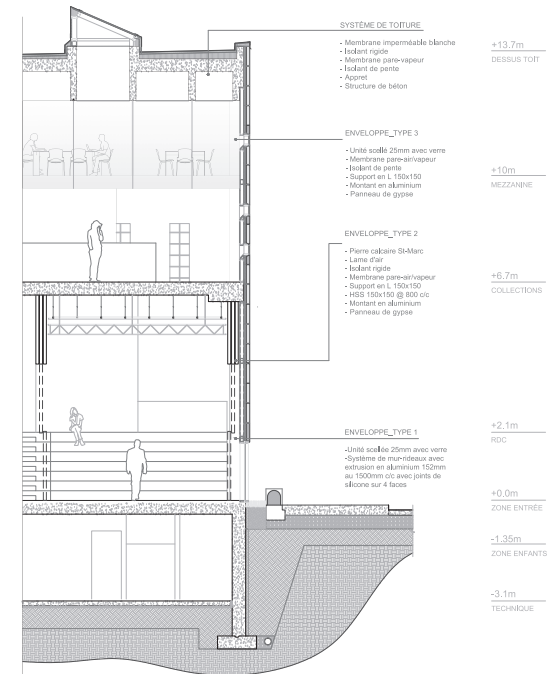 SYSTÈME DE TOITURE
- Membrane imperméable blanche
- Isolant rigide
- Membrane pare-vapeur
- Isolant de pente
- Appret
- Structure de béton
ENVELOPPE_TYPE 3
- Unité scellé 25mm avec verre
- Membrane pare-air/vapeur
- Isolant de pente
- Support en L 150x150
- Montant en aluminium
- Panneau de gypse
ENVELOPPE_TYPE 2
- Pierre calcaire St-Marc
- Lame d'air
- Isolant rigide
- Membrane pare-air/vapeur
- Support en L 150x150
- HSS 150x150 @ 800 c/c
- Montant en aluminium
- Panneau de gypse
ENVELOPPE_TYPE 1
-Unité scellée 25mm avec verre
-Système de mur-rideaux avec
extrusion en aluminium 152mm
au 1500mm c/c avec joints de
silicone sur 4 faces
+13.7m
DESSUS TOIT
+10m
MEZZANINE
+6.7m
COLLECTIONS
+2,1m
RDC
+0,0m
ZONE ENTRÉE
-1.35m
ZONE ENFANTS
-3.1m
TECHNIQUE